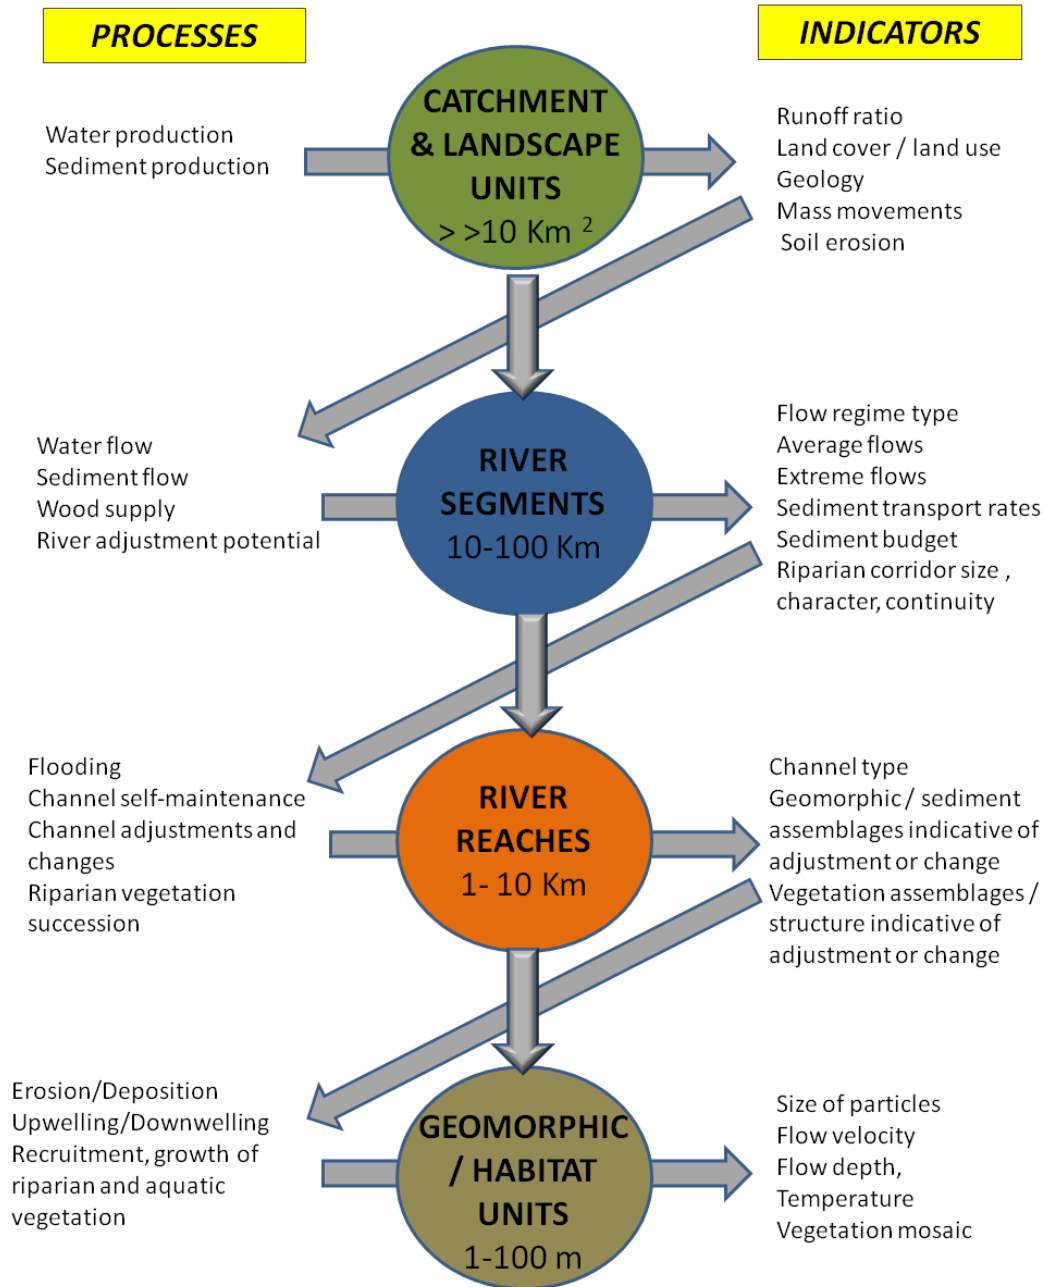 PROCESSES
INDICATORS
Water production
Sediment production
CATCHMENT
& LANDSCAPE
UNITS
> >10 Km ²
Runoff ratio
Land cover / land use
Geology
Mass movements
Soil erosion
Water flow
Sediment flow
Wood supply
River adjustment potential
RIVER
SEGMENTS
10-100 Km
Flow regime type
Average flows
Extreme flows
Sediment transport rates
Sediment budget
Riparian corridor size ,
character, continuity
Flooding
Channel self-maintenance
Channel adjustments and
changes
Riparian vegetation
succession
RIVER
REACHES
1- 10 Km
Channel type
Geomorphic / sediment
assemblages indicative of
adjustment or change
Vegetation assemblages /
structure indicative of
adjustment or change
Erosion/Deposition
Upwelling/Downwelling
Recruitment, growth of
riparian and aquatic
vegetation
GEOMORPHIC
/ HABITAT
UNITS
1-100 m
Size of particles
Flow velocity
Flow depth,
Temperature
Vegetation mosaic